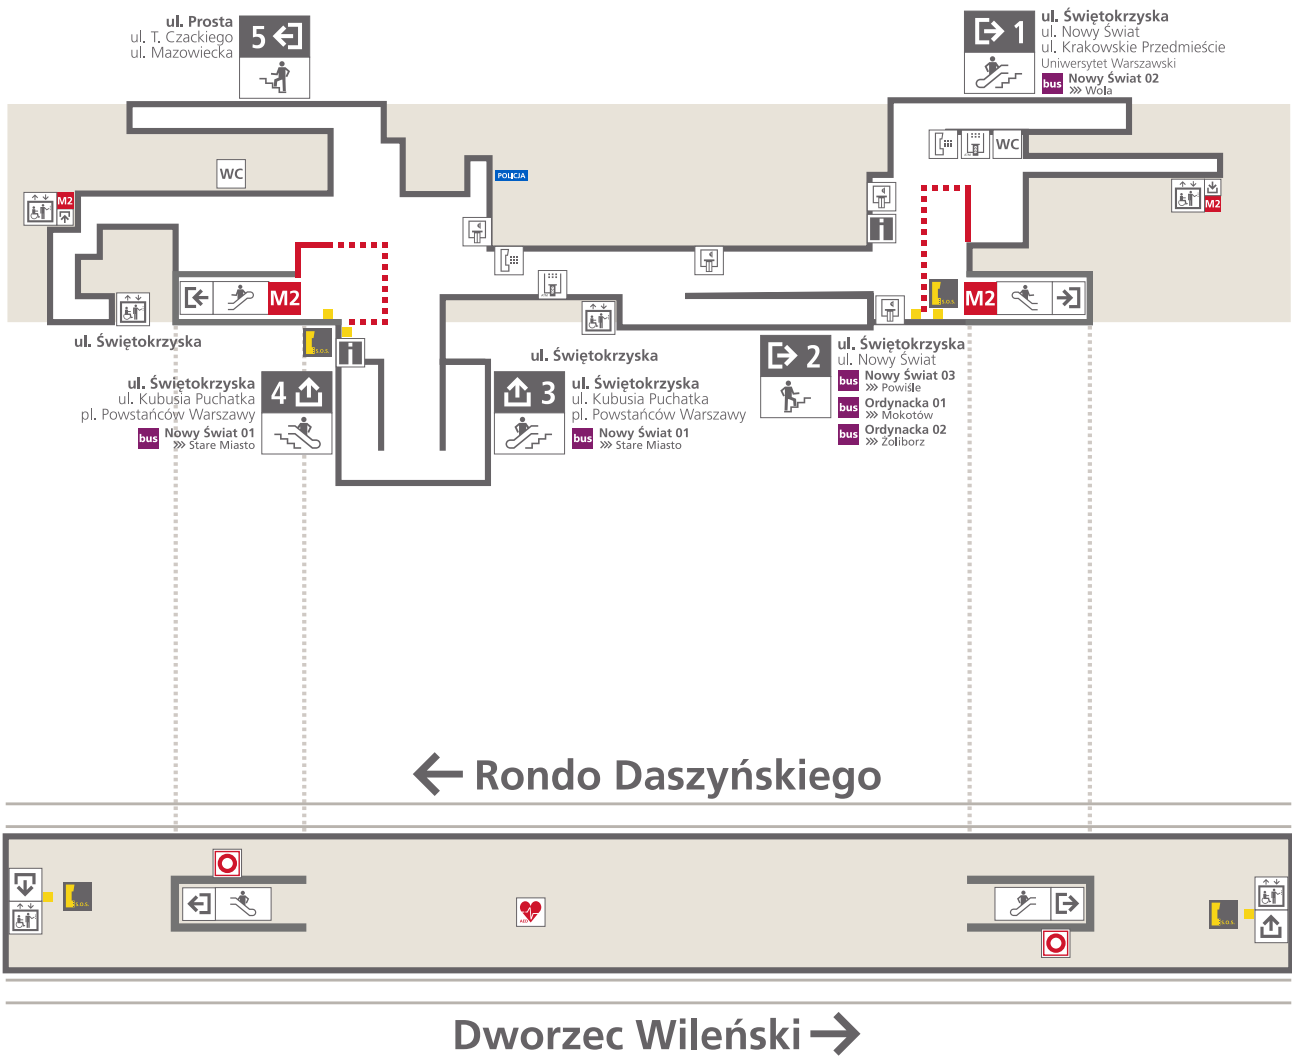 ul. Prosta
ul. T. Czackiego
ul. Mazowiecka
5
1
ul. Świętokrzyska
ul. Nowy Świat
ul. Krakowskie Przedmieście
Uniwersytet Warszawski
bus Nowy Świat 02
>>> Wola
WC
WC
POLICJA
M2
M2
M2
M2
s.o.s.
ul. Świętokrzyska
s.o.s.
ul. Świętokrzyska
4
ul. Świętokrzyska
ul. Kubusia Puchatka
pl. Powstańców Warszawy
bus Nowy Świat 01
>>> Stare Miasto
3
ul. Świętokrzyska
ul. Kubusia Puchatka
pl. Powstańców Warszawy
bus Nowy Świat 01
>>> Stare Miasto
2
ul. Świętokrzyska
ul. Nowy Świat
bus Nowy Świat 03
>>> Powiśle
bus Ordynacka 01
>>> Mokotów
bus Ordynacka 02
>>> Żoliborz
← Rondo Daszyńskiego
s.o.s.
AED
s.o.s.
Dworzec Wileński →